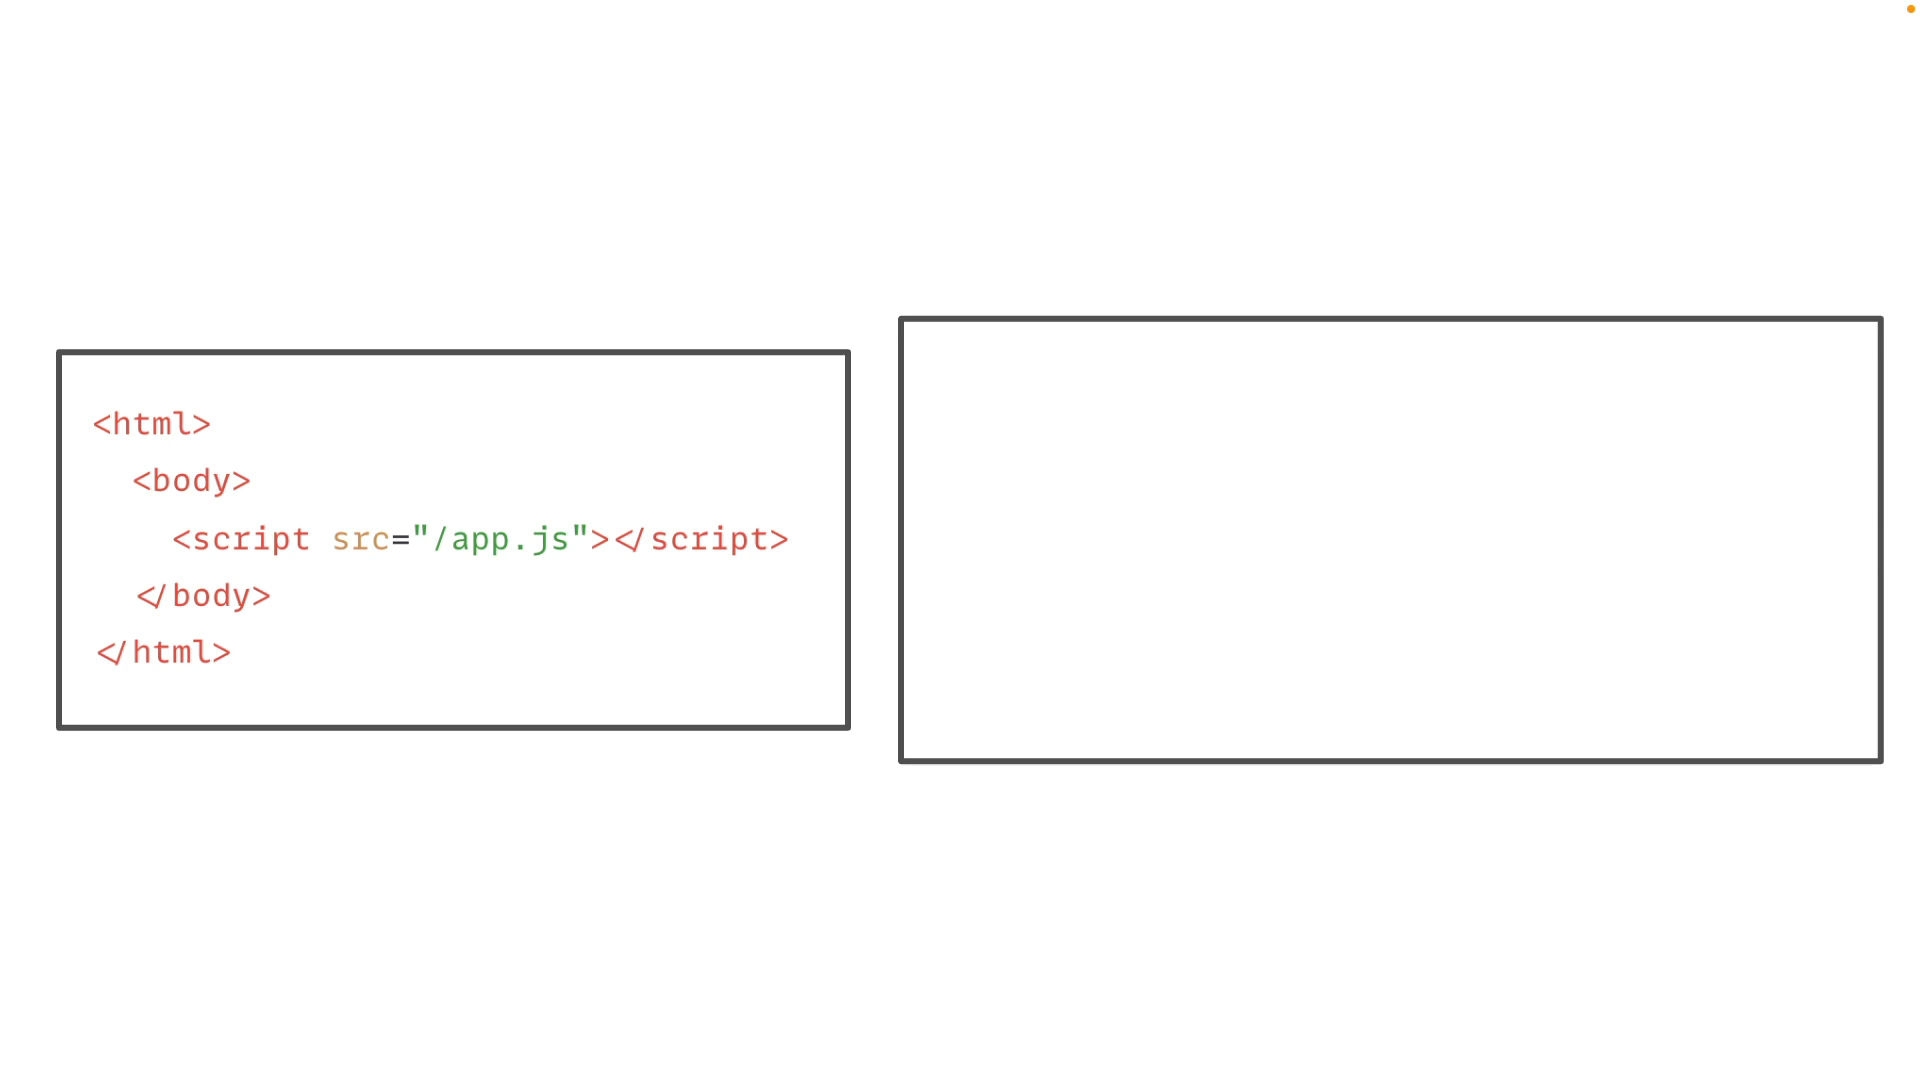 <html>
<body>
<script src="/app.js"></script>
</body>
</html>